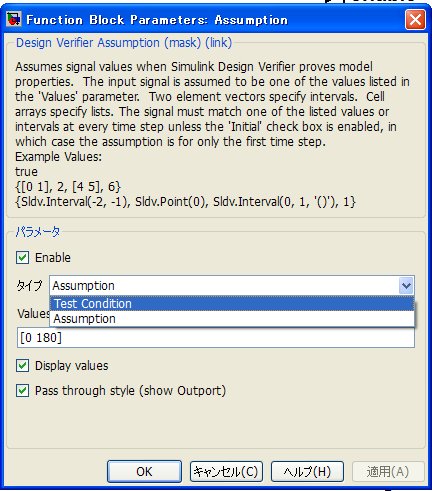 Function Block Parameters: Assumption
Design Verifier Assumption (mask) (link)
Assumes signal values when Simulink Design Verifier proves model
properties.  The input signal is assumed to be one of the values listed in
the 'Values' parameter.  Two element vectors specify intervals.  Cell
arrays specify lists. The signal must match one of the listed values or
intervals at every time step unless the 'Initial' check box is enabled, in
which case the assumption is for only the first time step.
Example Values:
true
{[0 1], 2, [4 5], 6}
{Sldv.Interval(-2, -1), Sldv.Point(0), Sldv.Interval(0, 1, '()'), 1}
パラメータ
Enable
タイプ Assumption
Test Condition
Values Assumption
[0 180]
Display values
Pass through style (show Outport)
OK キャンセル(C) ヘルプ(H) 適用(A)